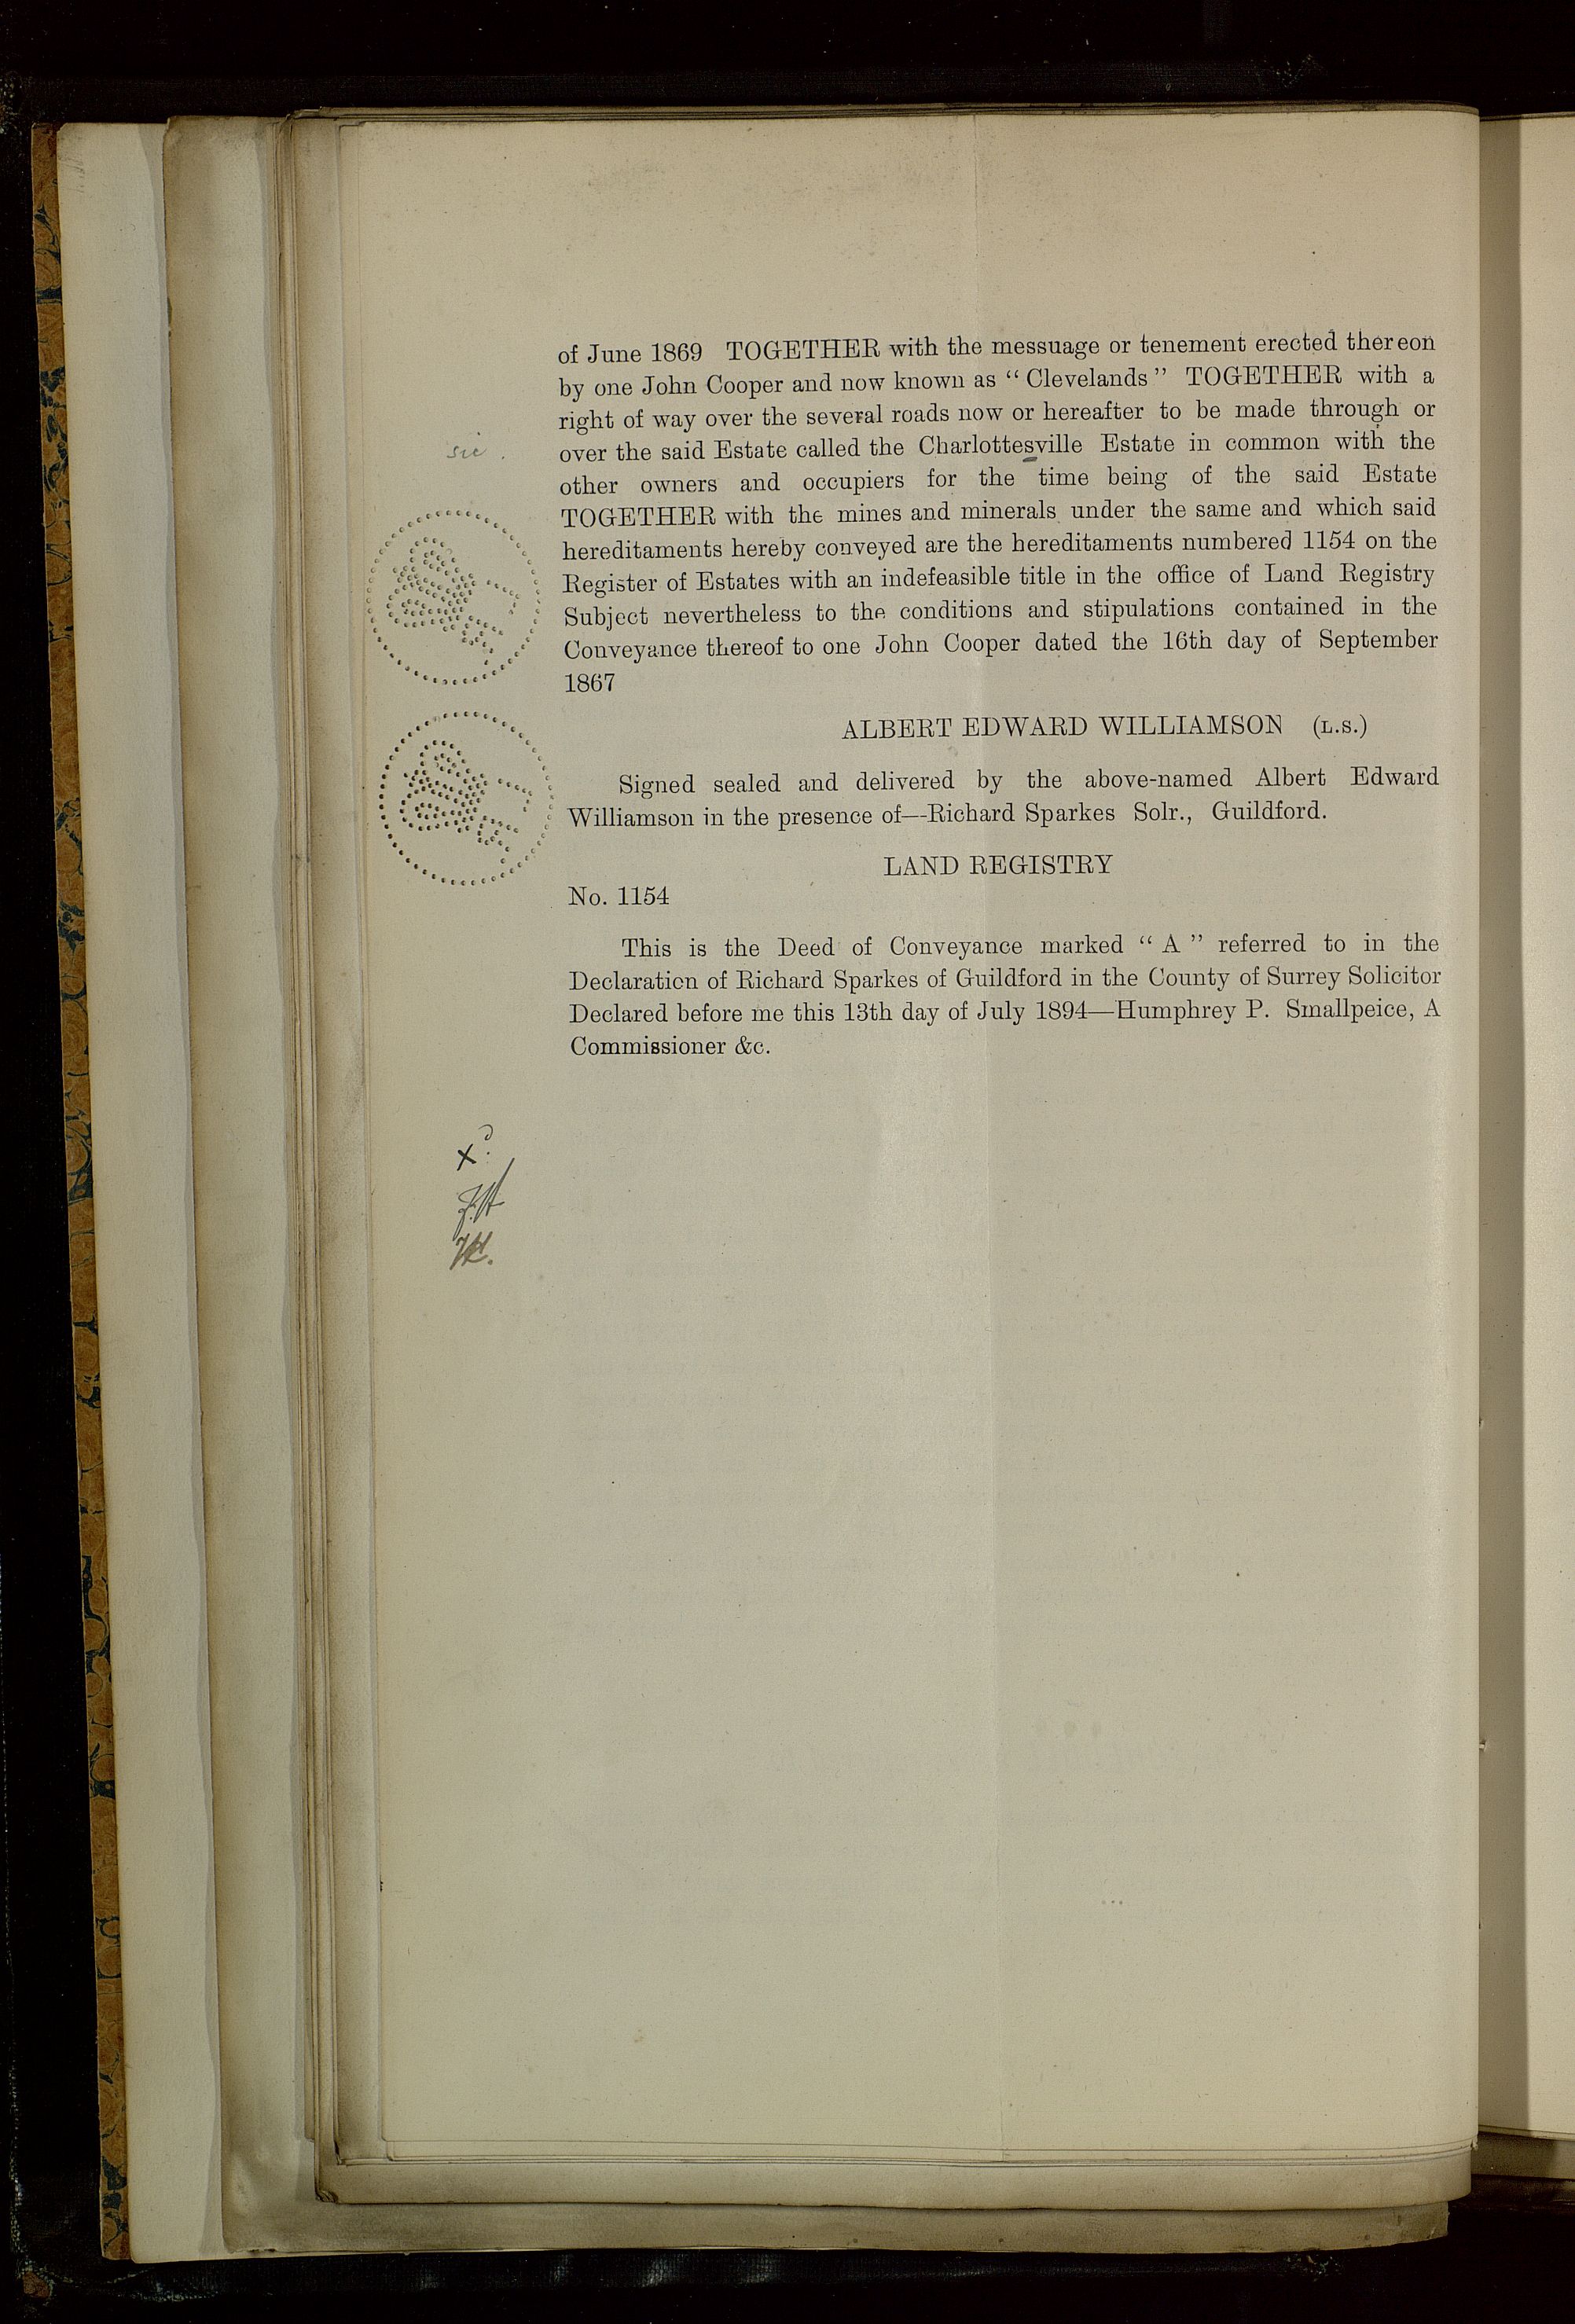 of June 1869 TOGETHER with the messuage or tenement erected thereon
by one John Cooper and now known as “ Clevelands ” TOGETHER with a
right of way over the several roads now or hereafter to be made through or
sic.
over the said Estate called the Charlottesville Estate in common with the
other owners and occupiers for the time being of the said Estate
TOGETHER with the mines and minerals under the same and which said
hereditaments hereby conveyed are the hereditaments numbered 1154 on the
Register of Estates with an indefeasible title in the office of Land Registry
Subject nevertheless to the conditions and stipulations contained in the
Conveyance thereof to one John Cooper dated the 16th day of September
1867
ALBERT EDWARD WILLIAMSON (L.S.)
Signed sealed and delivered by the above-named Albert Edward
Williamson in the presence of—Richard Sparkes Solr., Guildford.
LAND REGISTRY
No. 1154
This is the Deed of Conveyance marked “ A ” referred to in the
Declaration of Richard Sparkes of Guildford in the County of Surrey Solicitor
Declared before me this 13th day of July 1894—Humphrey P. Smallpeice, A
Commissioner &c.